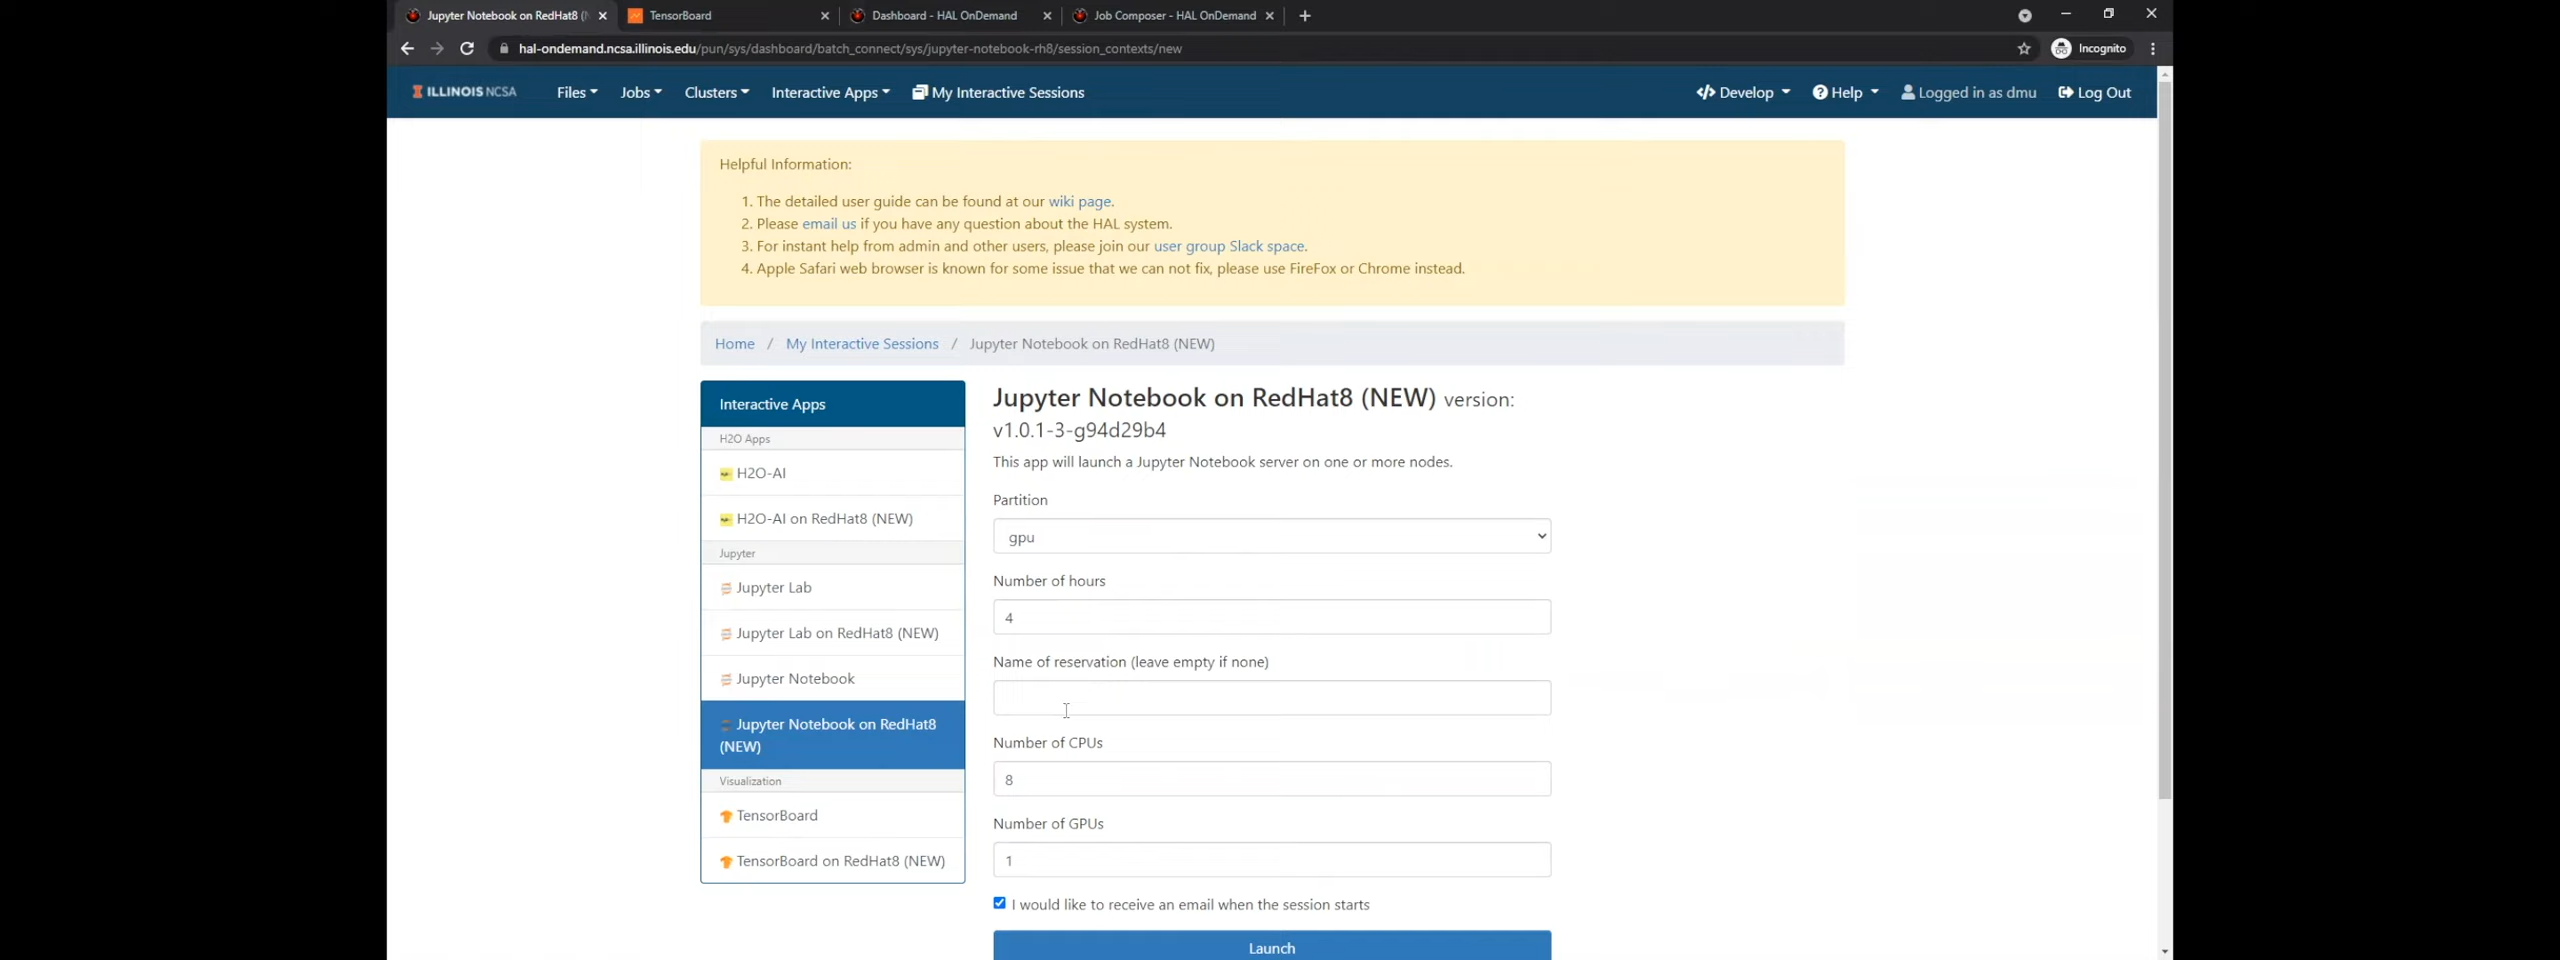 Jupyter Notebook on RedHat8 (
TensorBoard
Dashboard - HAL OnDemand
Job Composer - HAL OnDemand
hal-ondemand.ncsa.illinois.edu/pun/sys/dashboard/batch_connect/sys/jupyter-notebook-rh8/session_contexts/new
Incognito
ILLINOIS NCSA
Files
Jobs
Clusters
Interactive Apps
My Interactive Sessions
Develop
Help
Logged in as dmu
Log Out
Helpful Information:
1. The detailed user guide can be found at our wiki page.
2. Please email us if you have any question about the HAL system.
3. For instant help from admin and other users, please join our user group Slack space.
4. Apple Safari web browser is known for some issue that we can not fix, please use FireFox or Chrome instead.
Home / My Interactive Sessions / Jupyter Notebook on RedHat8 (NEW)
Interactive Apps
H2O Apps
H2O-AI
H2O-AI on RedHat8 (NEW)
Jupyter
Jupyter Lab
Jupyter Lab on RedHat8 (NEW)
Jupyter Notebook
Jupyter Notebook on RedHat8
(NEW)
Visualization
TensorBoard
TensorBoard on RedHat8 (NEW)
Jupyter Notebook on RedHat8 (NEW) version:
v1.0.1-3-g94d29b4
This app will launch a Jupyter Notebook server on one or more nodes.
Partition
gpu
Number of hours
4
Name of reservation (leave empty if none)
Number of CPUs
8
Number of GPUs
1
I would like to receive an email when the session starts
Launch